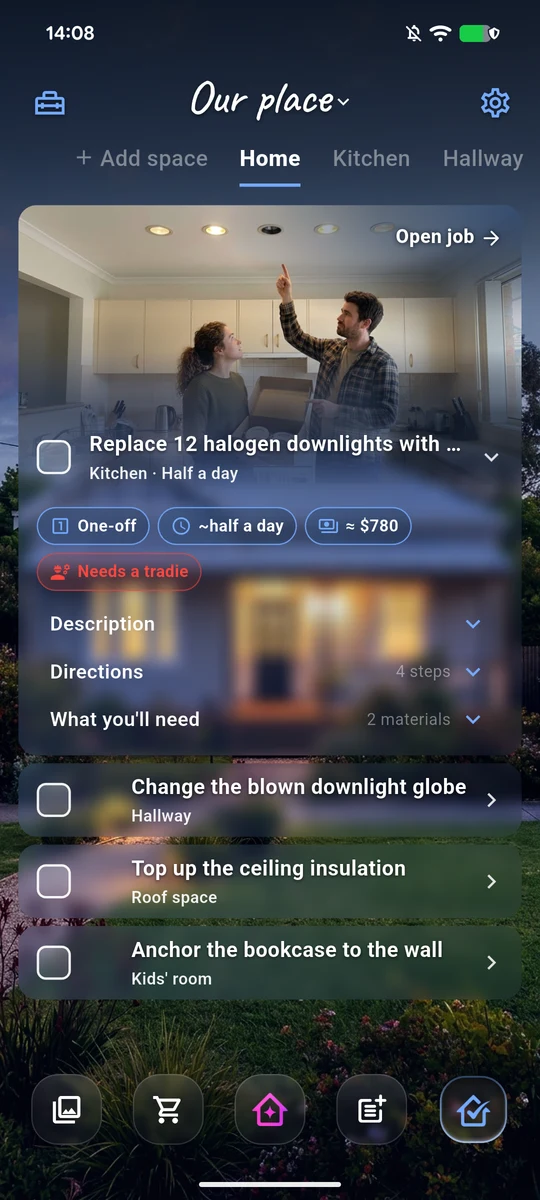 14:08
Our place
+ Add space
Home
Kitchen
Hallway
Open job →
Replace 12 halogen downlights with ...
Kitchen · Half a day
One-off
~half a day
≈ $780
Needs a tradie
Description
Directions
4 steps
What you'll need
2 materials
Change the blown downlight globe
Hallway
Top up the ceiling insulation
Roof space
Anchor the bookcase to the wall
Kids' room